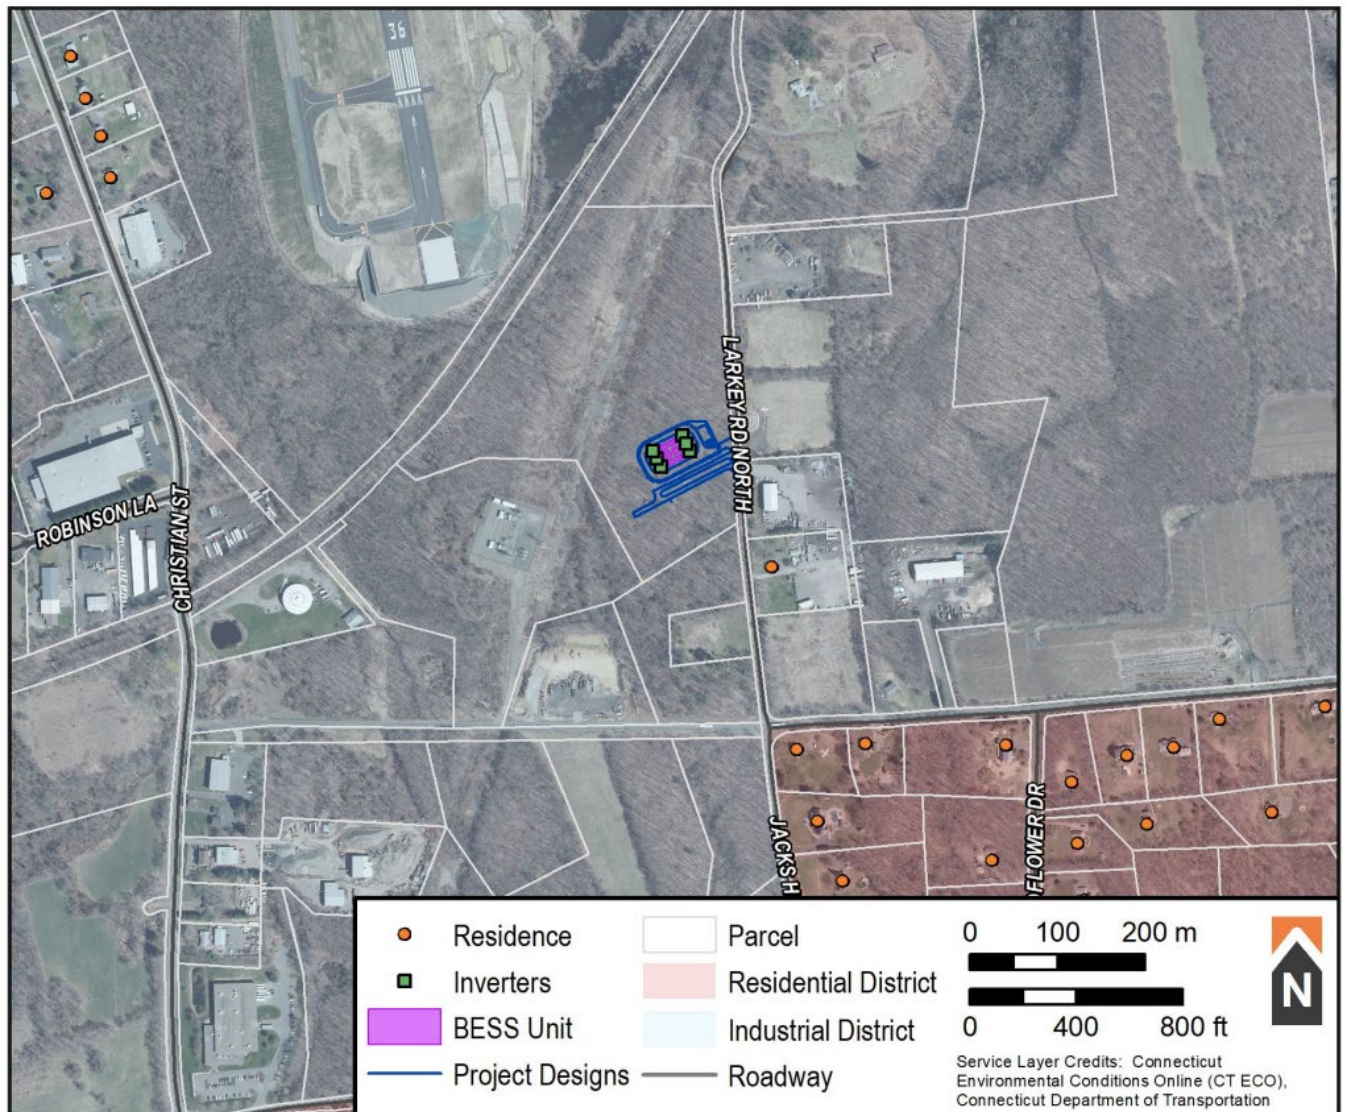 36
LARKEY RD NORTH
ROBINSON LA
CHRISTIAN ST
JACKS H
FLOWER DR
Residence
Inverters
BESS Unit
Project Designs
Parcel
Residential District
Industrial District
Roadway
0 100 200 m
0 400 800 ft
N
Service Layer Credits: Connecticut
Environmental Conditions Online (CT ECO),
Connecticut Department of Transportation